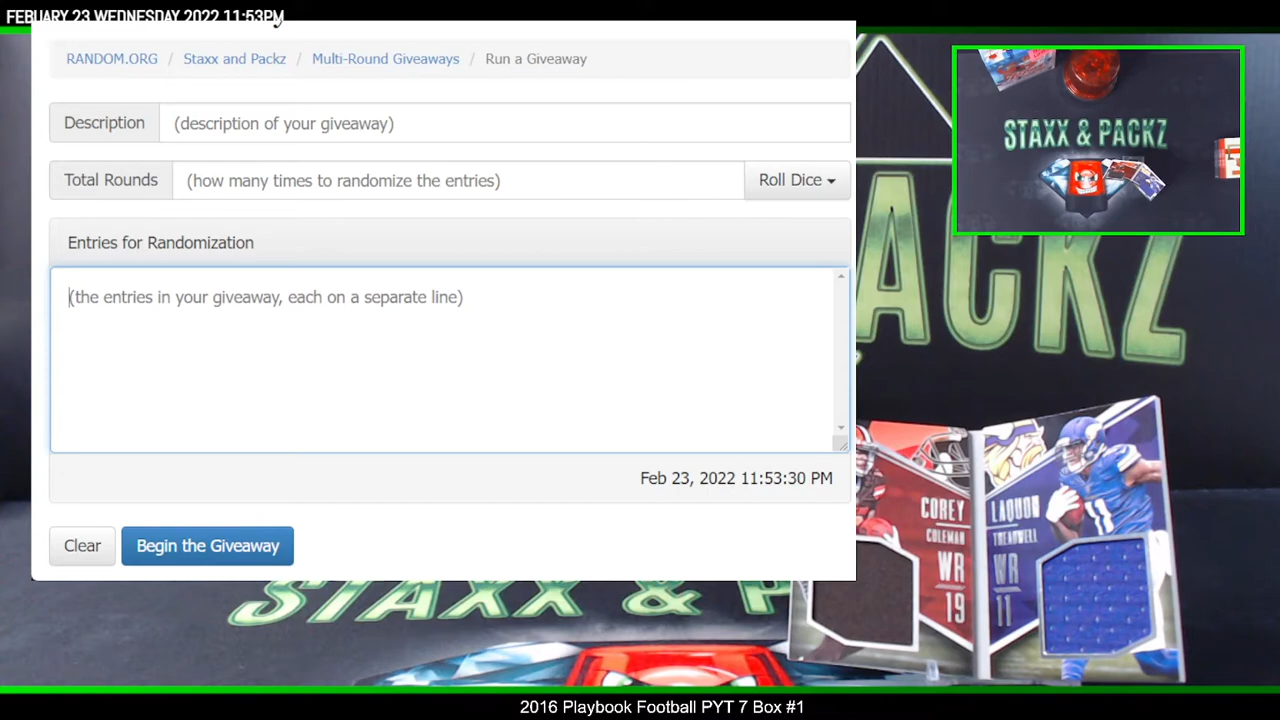 FEBUARY 23 WEDNESDAY 2022 11:53PM
RANDOM.ORG / Staxx and Packz / Multi-Round Giveaways / Run a Giveaway
Description (description of your giveaway)
Total Rounds (how many times to randomize the entries) Roll Dice
Entries for Randomization
(the entries in your giveaway, each on a separate line)
Feb 23, 2022 11:53:30 PM
Clear Begin the Giveaway
STAXX & PACKZ
ACKZ
COREY
COLEMAN
WR
19
LAQUON
TREADWELL
WR
11
11
STAXX & P
2016 Playbook Football PYT 7 Box #1